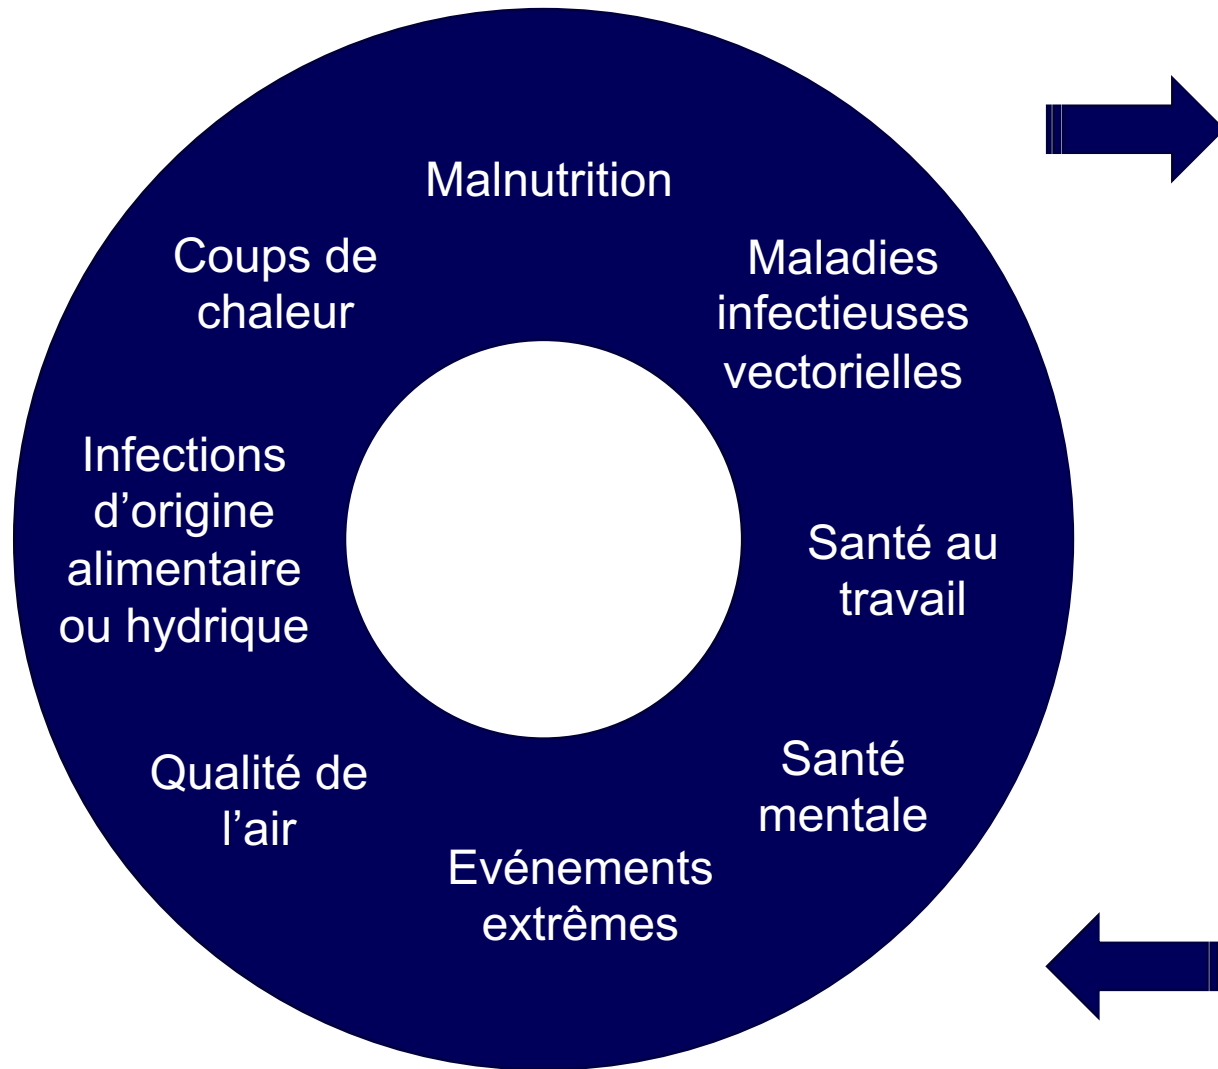 Malnutrition
Coups de
chaleur
Maladies
infectieuses
vectorielles
Infections
d’origine
alimentaire
ou hydrique
Santé au
travail
Qualité de
l’air
Santé
mentale
Evénements
extrêmes